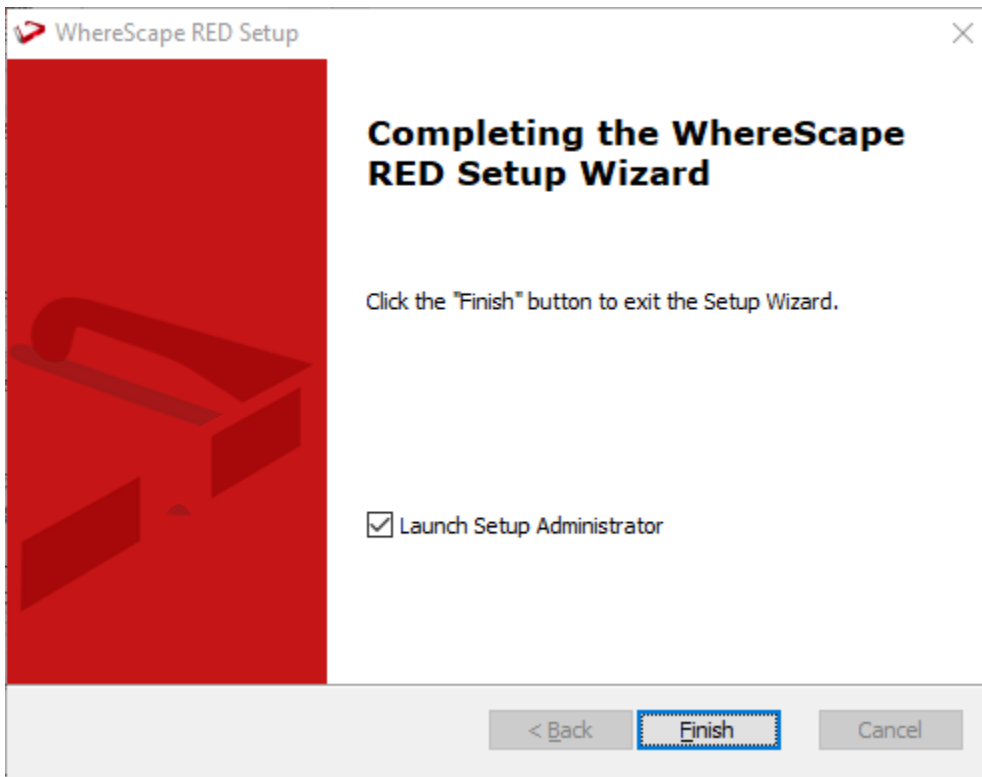 WhereScape RED Setup
Completing the WhereScape
RED Setup Wizard
Click the "Finish" button to exit the Setup Wizard.
Launch Setup Administrator
< Back
Finish
Cancel